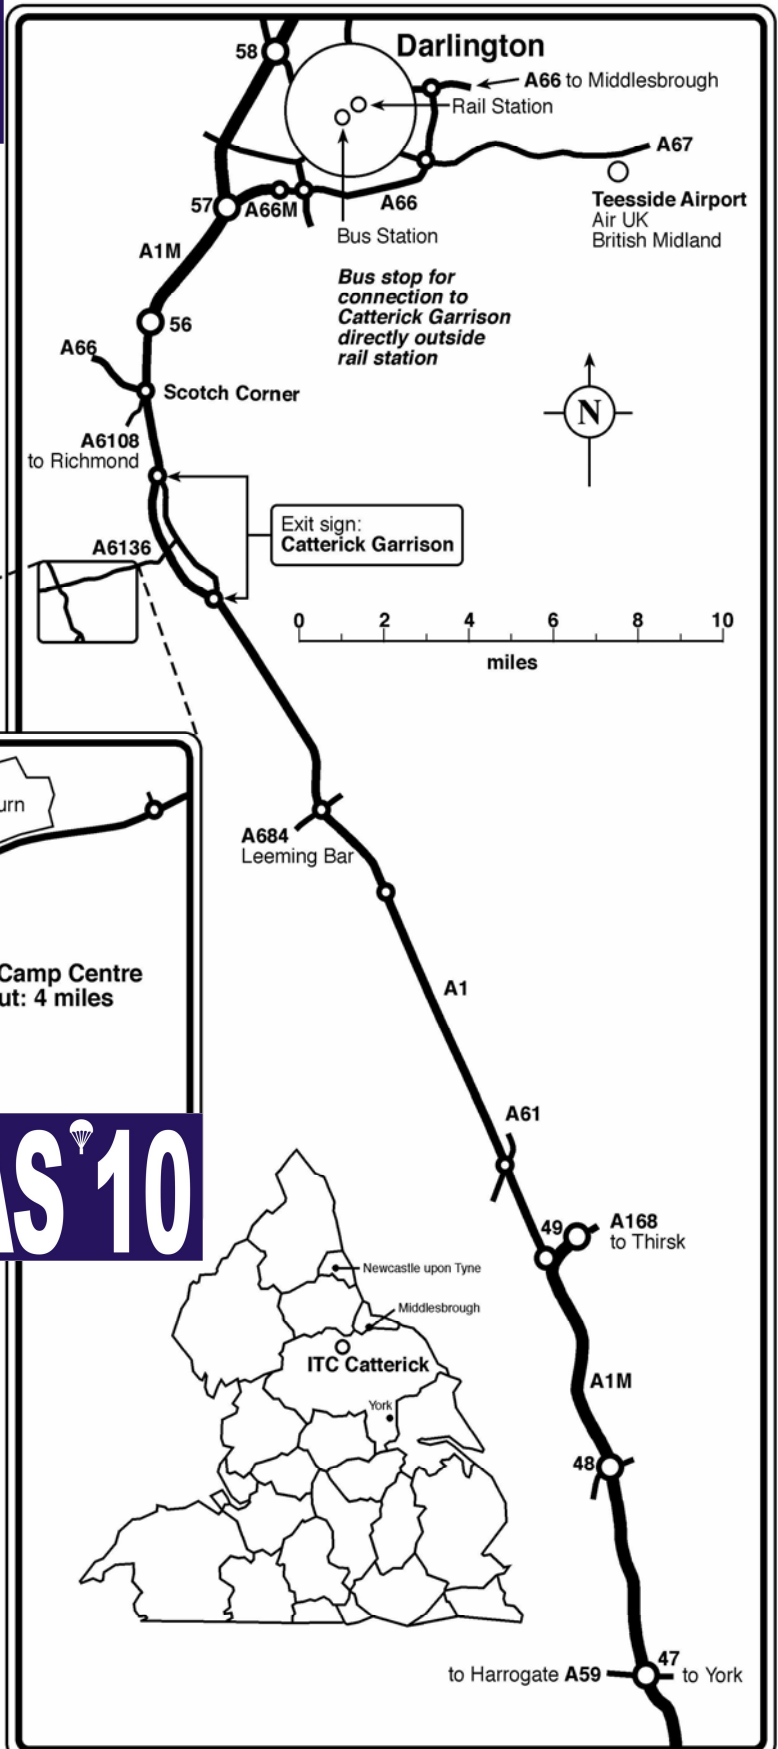 58
Darlington
A66 to Middlesbrough
Rail Station
A67
57
A66M
A66
Teesside Airport
Air UK
British Midland
Bus Station
A1M
Bus stop for
connection to
Catterick Garrison
directly outside
rail station
56
A66
Scotch Corner
N
A6108
to Richmond
Exit sign:
Catterick Garrison
A6136
0 2 4 6 8 10
miles
urn
A684
Leeming Bar
Camp Centre
ut: 4 miles
A1
A61
AS'10
49
A168
to Thirsk
Newcastle upon Tyne
Middlesbrough
ITC Catterick
York
A1M
48
47
to Harrogate A59
to York